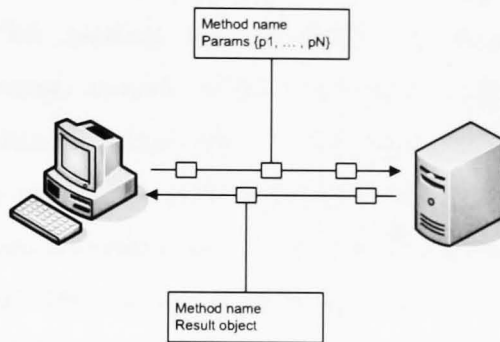 Method name
Params {p1, ... , pN}
Method name
Result object